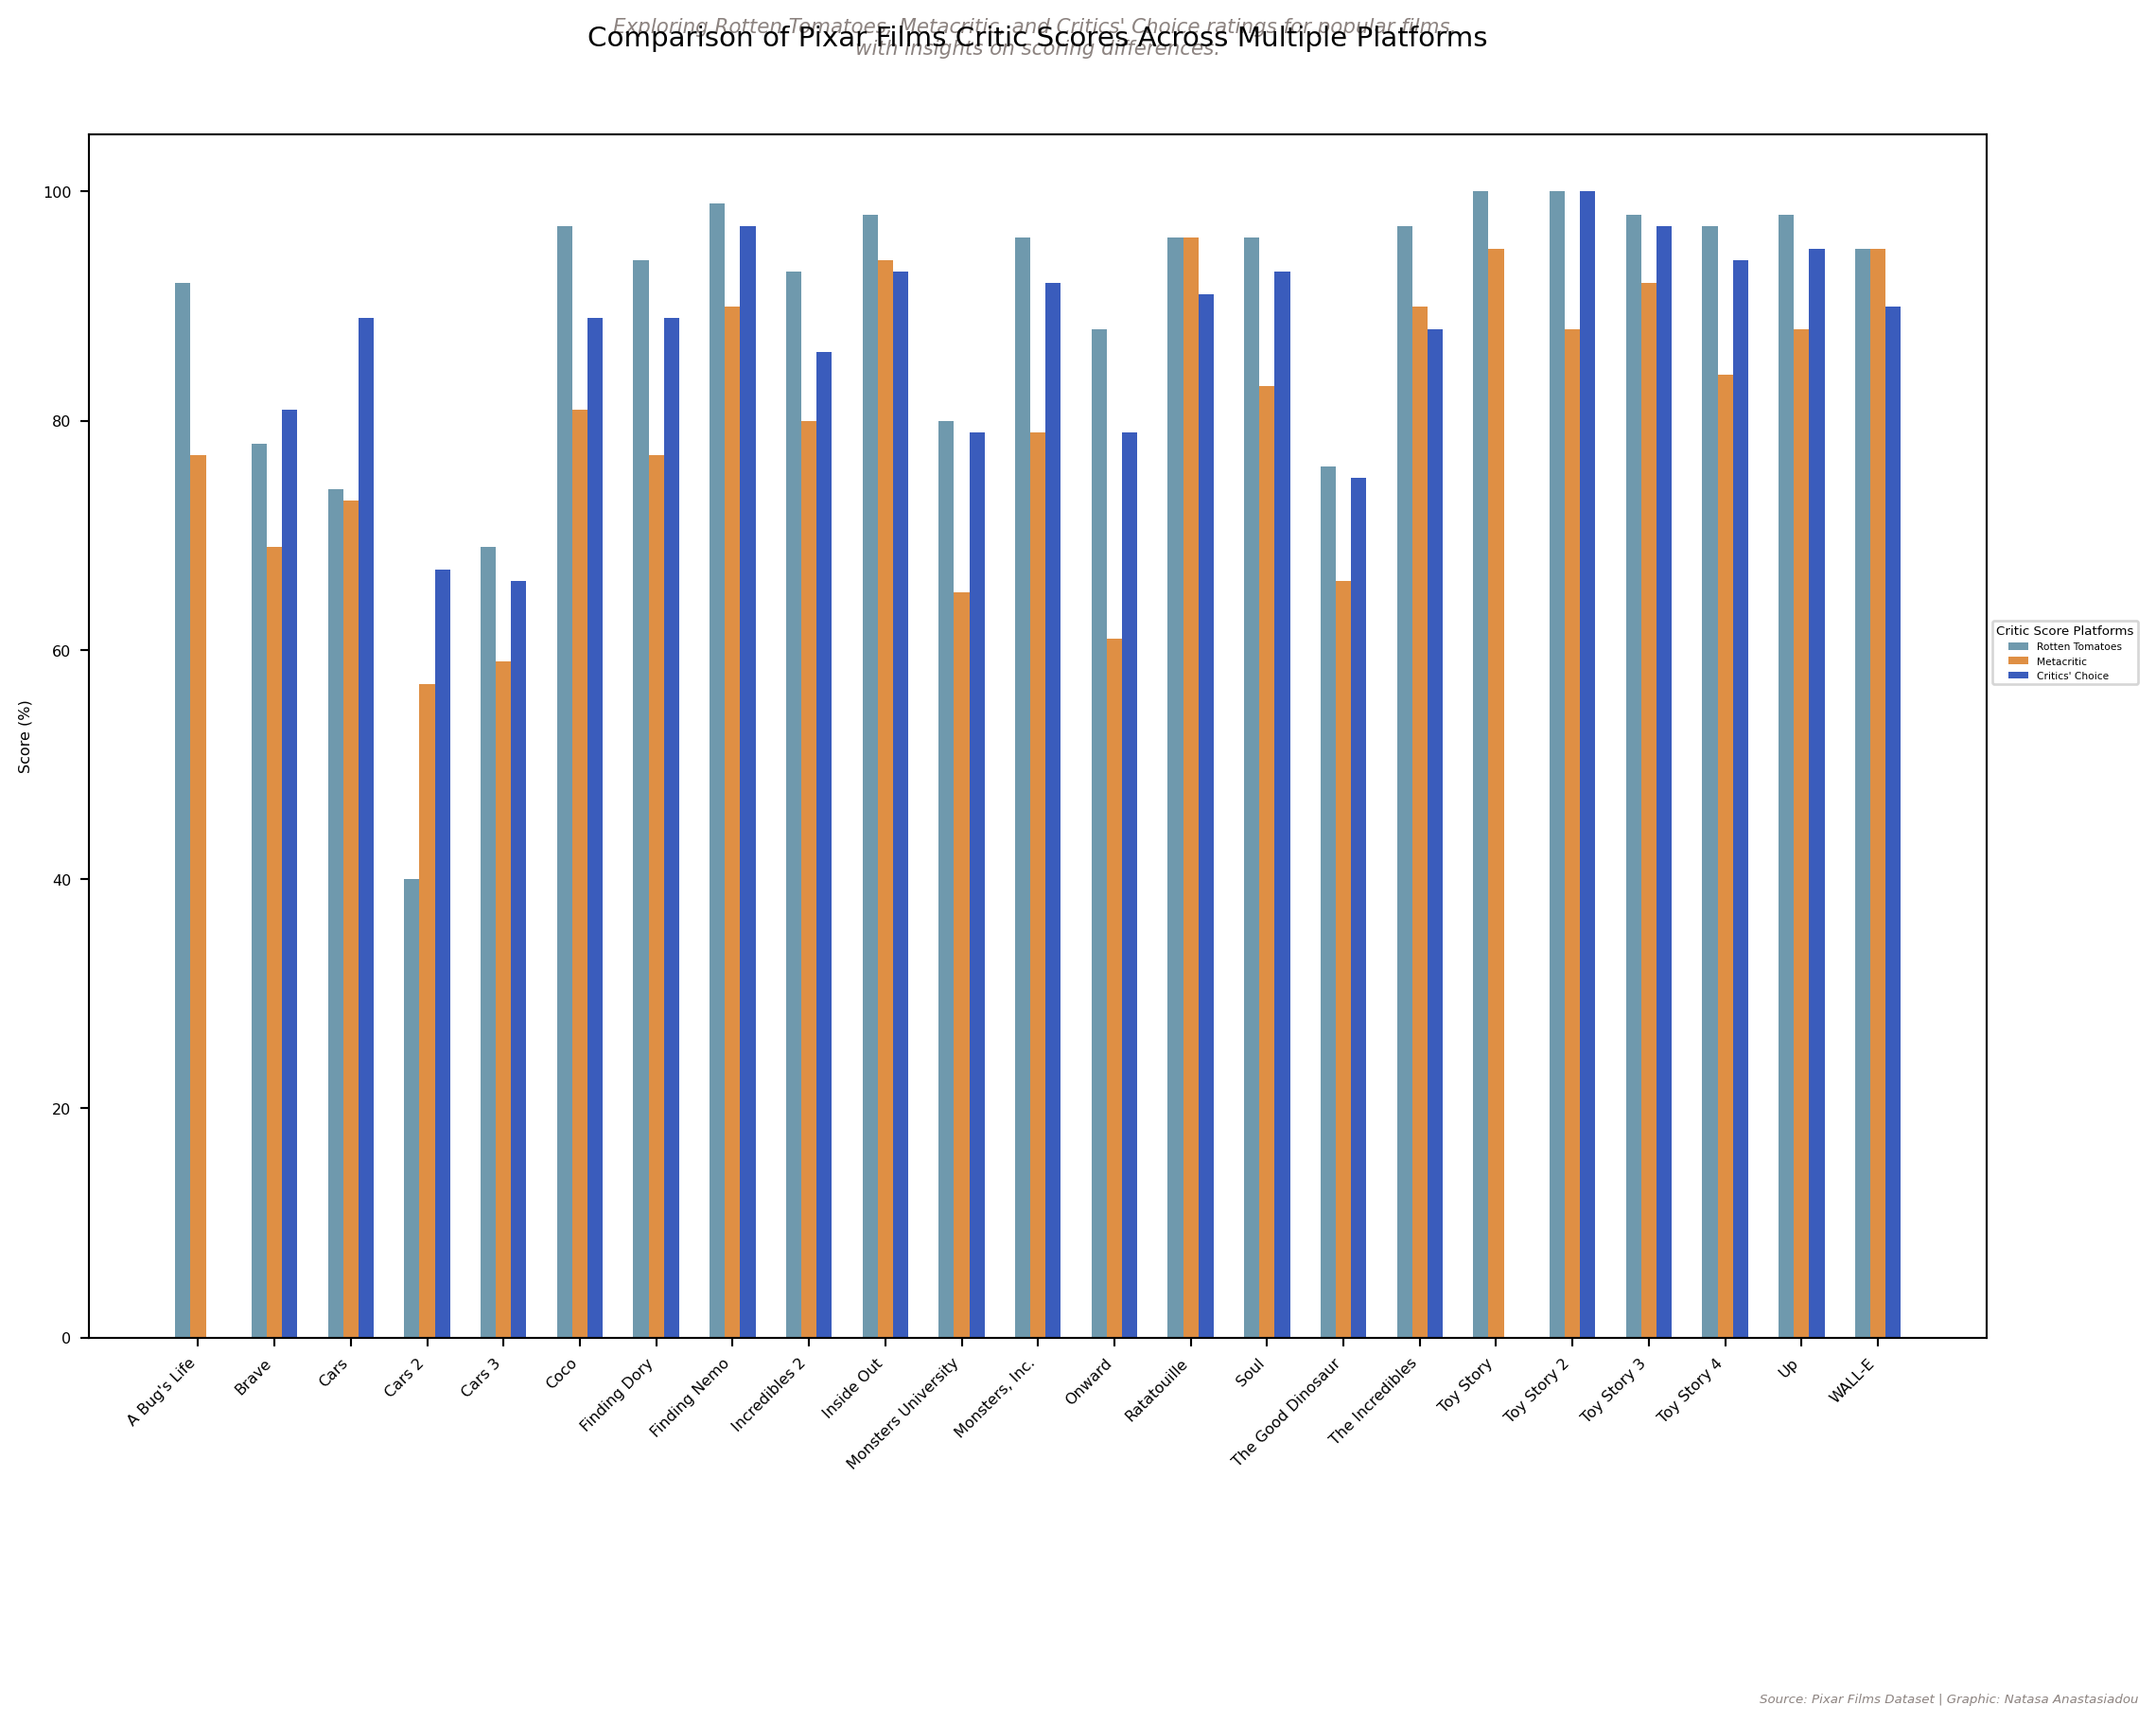 Exploring Rotten Tomatoes, Metacritic, and Critics' Choice ratings for popular films,
Comparison of Pixar Films Critic Scores Across Multiple Platforms
with insights on scoring differences.
100
80
60
40
20
0
Score (%)
Critic Score Platforms
Rotten Tomatoes
Metacritic
Critics' Choice
A Bug's Life
Brave
Cars
Cars 2
Cars 3
Coco
Finding Dory
Finding Nemo
Incredibles 2
Inside Out
Monsters University
Monsters, Inc.
Onward
Ratatouille
Soul
The Good Dinosaur
The Incredibles
Toy Story
Toy Story 2
Toy Story 3
Toy Story 4
Up
WALL-E
Source: Pixar Films Dataset | Graphic: Natasa Anastasiadou